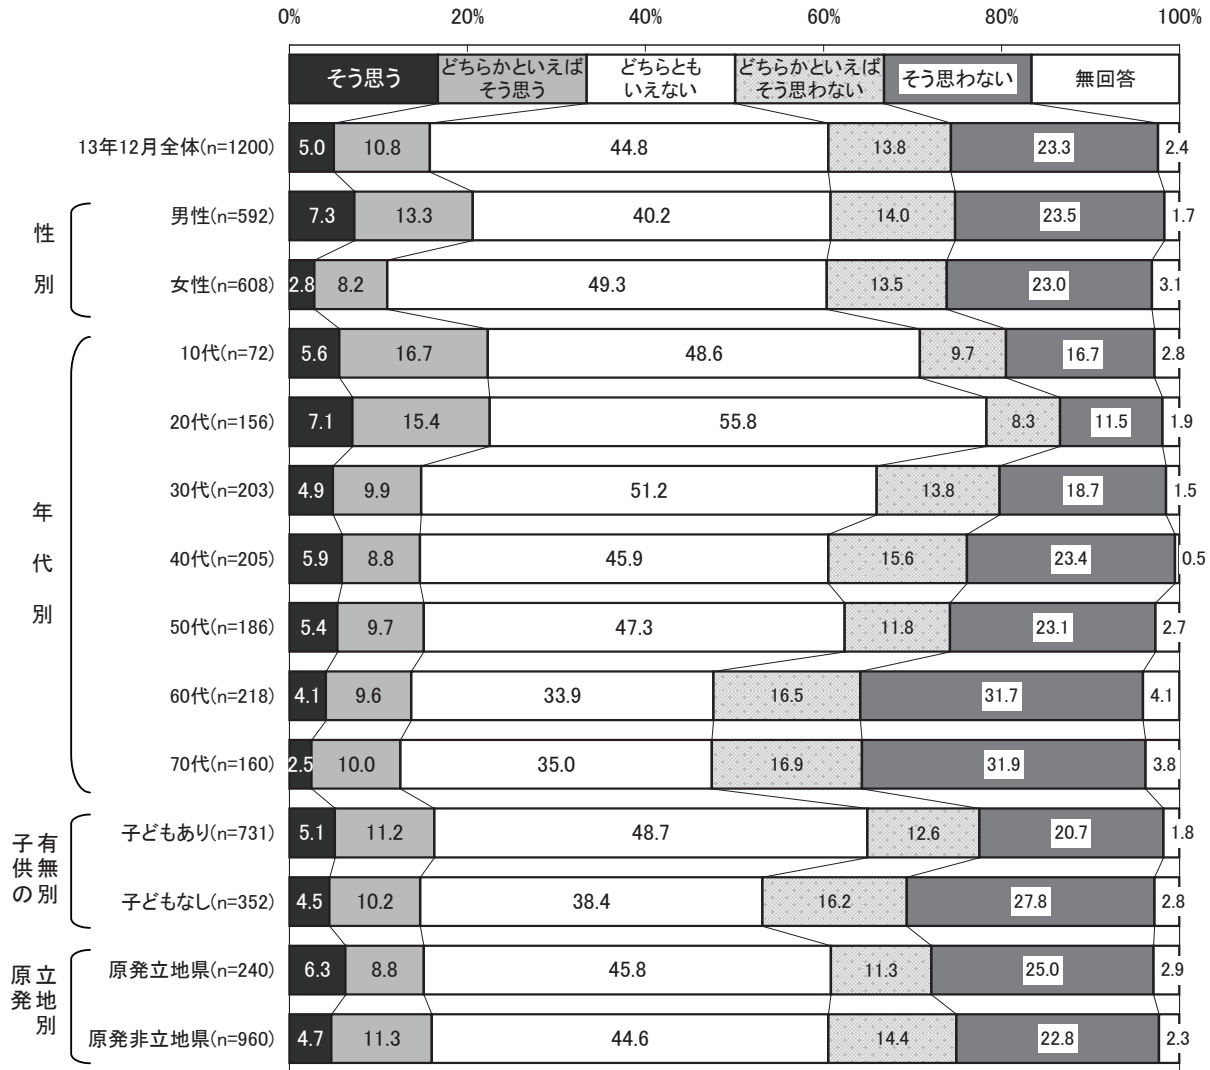 0% 20% 40% 60% 80% 100%
そう思う どちらかといえばそう思う どちらともいえない どちらかといえばそう思わない そう思わない 無回答
13年12月全体(n=1200) 5.0 10.8 44.8 13.8 23.3 2.4
性別
男性(n=592) 7.3 13.3 40.2 14.0 23.5 1.7
女性(n=608) 2.8 8.2 49.3 13.5 23.0 3.1
年代別
10代(n=72) 5.6 16.7 48.6 9.7 16.7 2.8
20代(n=156) 7.1 15.4 55.8 8.3 11.5 1.9
30代(n=203) 4.9 9.9 51.2 13.8 18.7 1.5
40代(n=205) 5.9 8.8 45.9 15.6 23.4 0.5
50代(n=186) 5.4 9.7 47.3 11.8 23.1 2.7
60代(n=218) 4.1 9.6 33.9 16.5 31.7 4.1
70代(n=160) 2.5 10.0 35.0 16.9 31.9 3.8
子供の有無別
子どもあり(n=731) 5.1 11.2 48.7 12.6 20.7 1.8
子どもなし(n=352) 4.5 10.2 38.4 16.2 27.8 2.8
原発立地別
原発立地県(n=240) 6.3 8.8 45.8 11.3 25.0 2.9
原発非立地県(n=960) 4.7 11.3 44.6 14.4 22.8 2.3